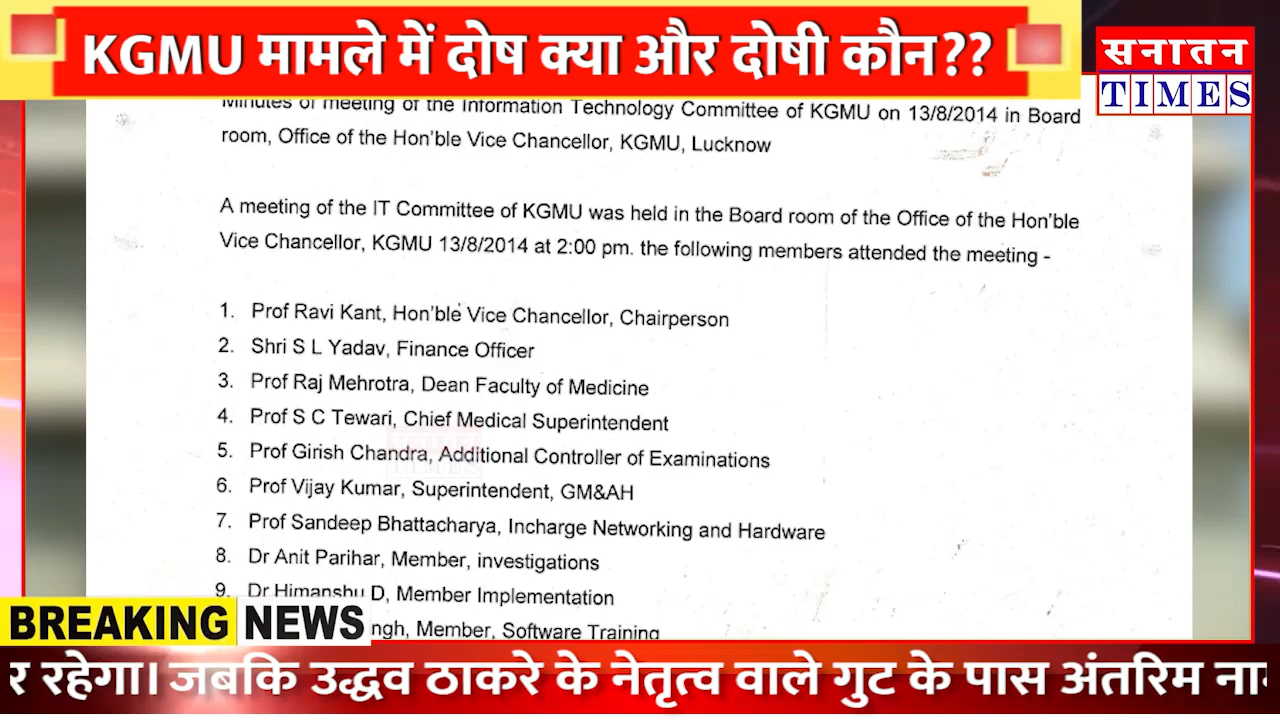 KGMU मामले में दोष क्या और दोषी कौन??
सनातन
TIMES
Minutes of meeting of the Information Technology Committee of KGMU on 13/8/2014 in Board
room, Office of the Hon'ble Vice Chancellor, KGMU, Lucknow
A meeting of the IT Committee of KGMU was held in the Board room of the Office of the Hon'ble
Vice Chancellor, KGMU 13/8/2014 at 2:00 pm. the following members attended the meeting -
1. Prof Ravi Kant, Hon'ble Vice Chancellor, Chairperson
2. Shri S L Yadav, Finance Officer
3. Prof Raj Mehrotra, Dean Faculty of Medicine
4. Prof S C Tewari, Chief Medical Superintendent
5. Prof Girish Chandra, Additional Controller of Examinations
6. Prof Vijay Kumar, Superintendent, GM&AH
7. Prof Sandeep Bhattacharya, Incharge Networking and Hardware
8. Dr Anit Parihar, Member, investigations
9. Dr Himanshu D, Member Implementation
ngh, Member, Software Training
सनातन
TIMES
BREAKING NEWS
र रहेगा। जबकि उद्धव ठाकरे के नेतृत्व वाले गुट के पास अंतरिम ना